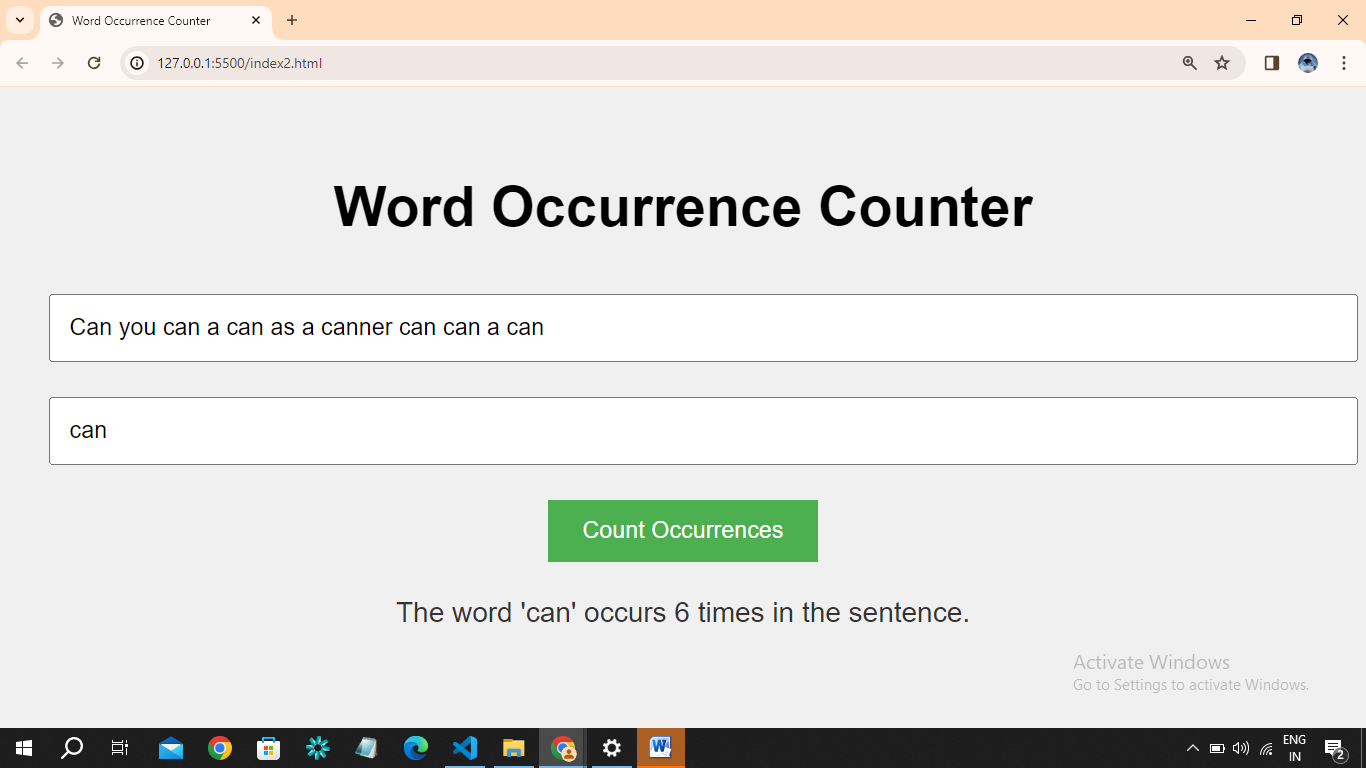 Word Occurrence Counter
127.0.0.1:5500/index2.html
Word Occurrence Counter
Can you can a can as a canner can can a can
can
Count Occurrences
The word 'can' occurs 6 times in the sentence.
Activate Windows
Go to Settings to activate Windows.
W
ENG
IN
2